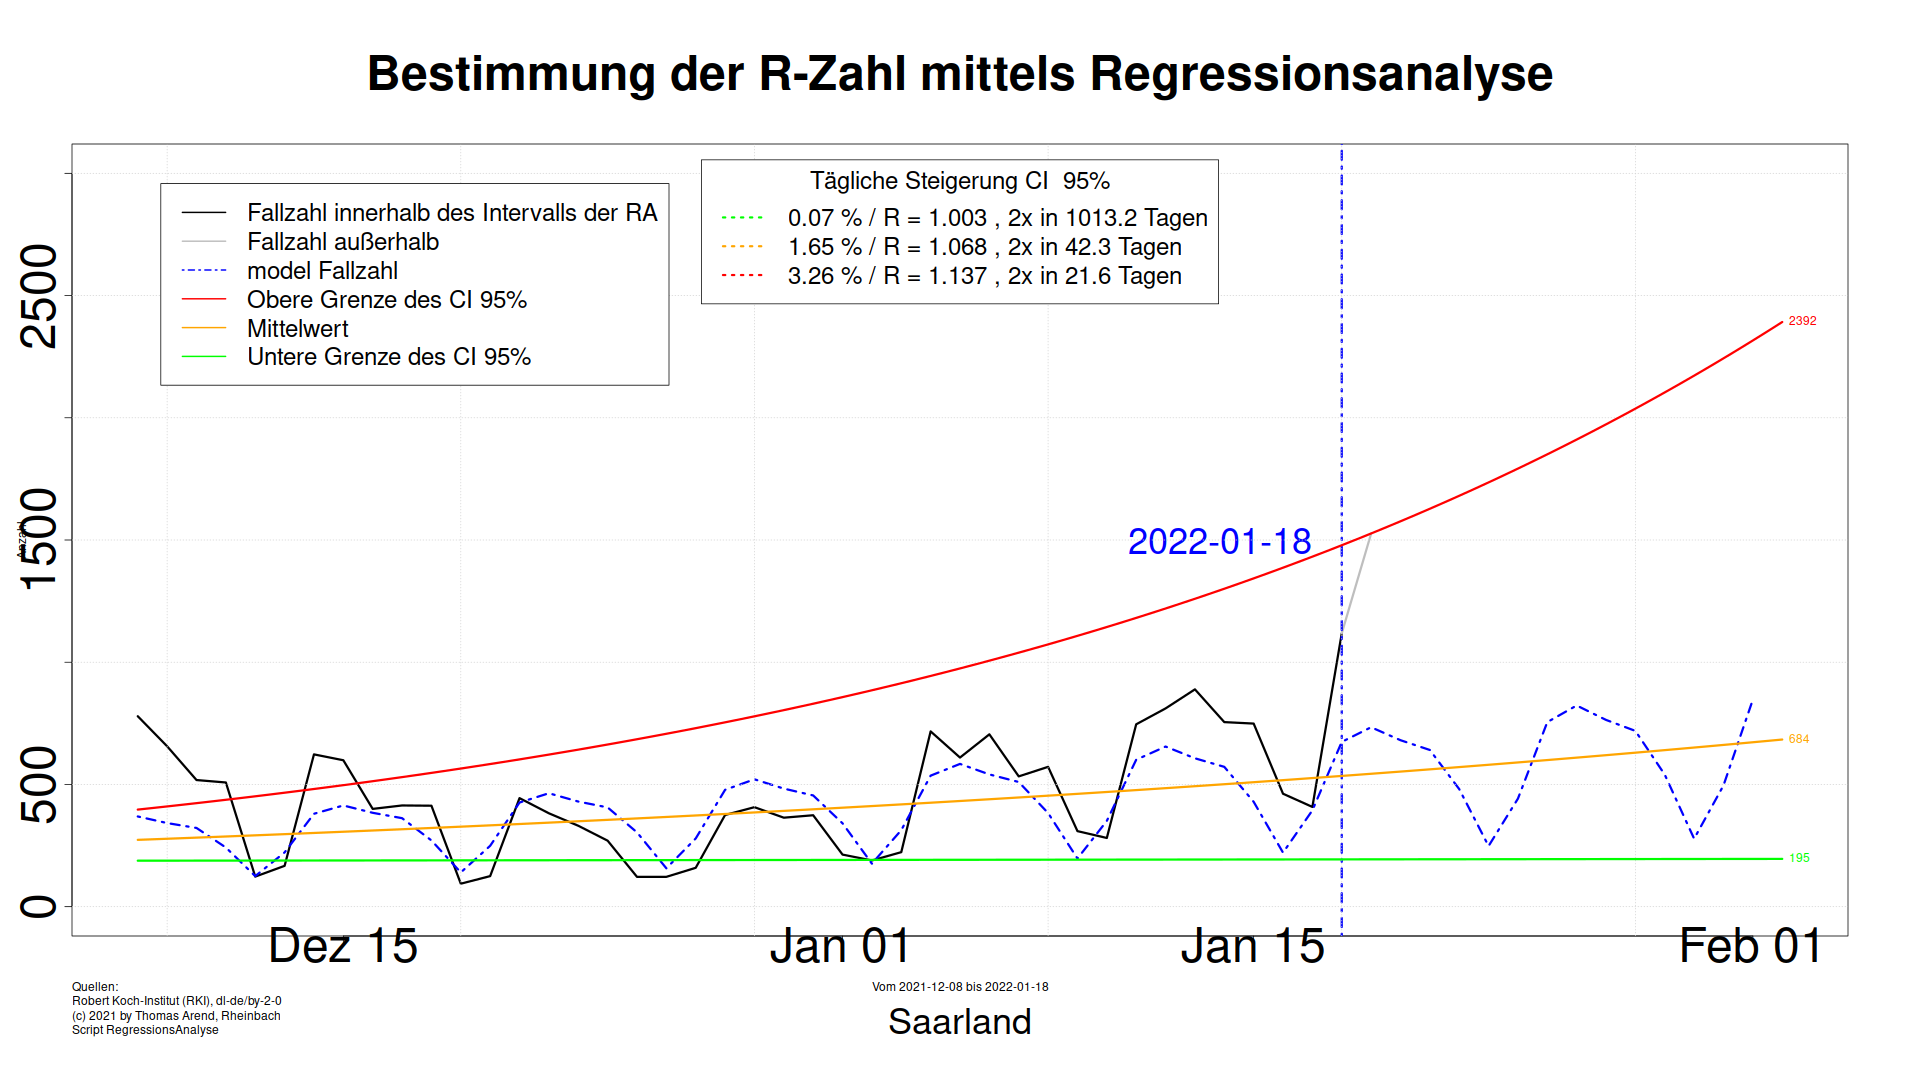 Bestimmung der R-Zahl mittels Regressionsanalyse
Fallzahl innerhalb des Intervalls der RA
Fallzahl außerhalb
model Fallzahl
Obere Grenze des CI 95%
Mittelwert
Untere Grenze des CI 95%
Tägliche Steigerung CI 95%
0.07 % / R = 1.003 , 2x in 1013.2 Tagen
1.65 % / R = 1.068 , 2x in 42.3 Tagen
3.26 % / R = 1.137 , 2x in 21.6 Tagen
2500
1500
500
0
Anzahl
2022-01-18
2392
684
195
Dez 15
Jan 01
Jan 15
Feb 01
Quellen:
Robert Koch-Institut (RKI), dl-de/by-2-0
(c) 2021 by Thomas Arend, Rheinbach
Script RegressionsAnalyse
Vom 2021-12-08 bis 2022-01-18
Saarland